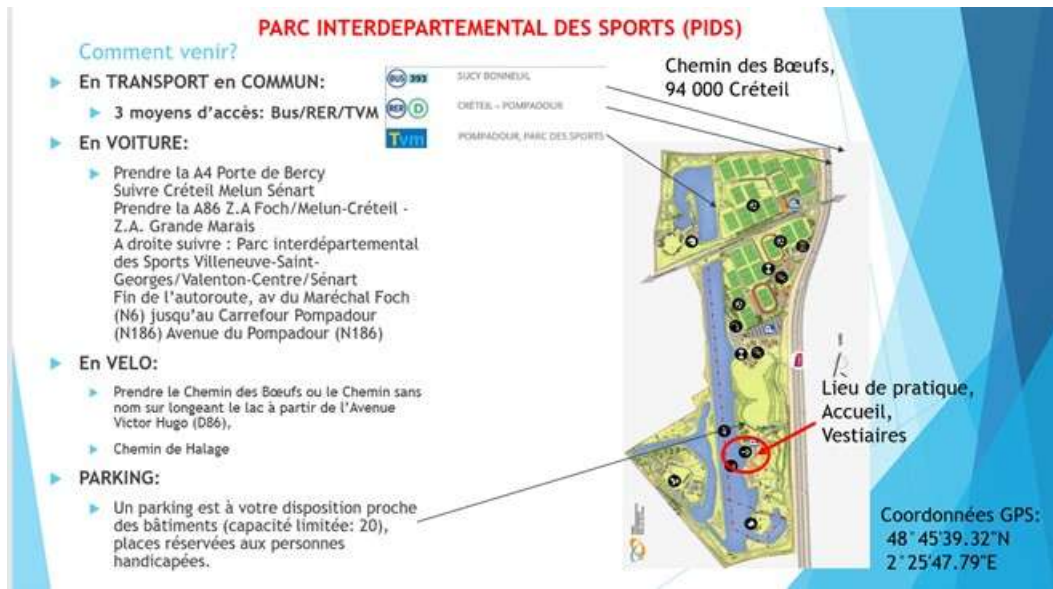 PARC INTERDEPARTEMENTAL DES SPORTS (PIDS)
Comment venir?
En TRANSPORT en COMMUN:
3 moyens d'accès: Bus/RER/TVM
BUS 393 SUCY BONNEUIL
RER D CRÉTEIL – POMPADOUR
Tvm POMPADOUR, PARC DES SPORTS
Chemin des Bœufs,
94 000 Créteil
En VOITURE:
Prendre la A4 Porte de Bercy
Suivre Créteil Melun Sénart
Prendre la A86 Z.A Foch/Melun-Créteil -
Z.A. Grande Marais
A droite suivre : Parc interdépartemental
des Sports Villeneuve-Saint-
Georges/Valenton-Centre/Sénart
Fin de l'autoroute, av du Maréchal Foch
(N6) jusqu'au Carrefour Pompadour
(N186) Avenue du Pompadour (N186)
En VELO:
Prendre le Chemin des Bœufs ou le Chemin sans
nom sur longeant le lac à partir de l'Avenue
Victor Hugo (D86),
Chemin de Halage
PARKING:
Un parking est à votre disposition proche
des bâtiments (capacité limitée: 20),
places réservées aux personnes
handicapées.
Lieu de pratique,
Accueil,
Vestiaires
Coordonnées GPS:
48°45'39.32"N
2°25'47.79"E